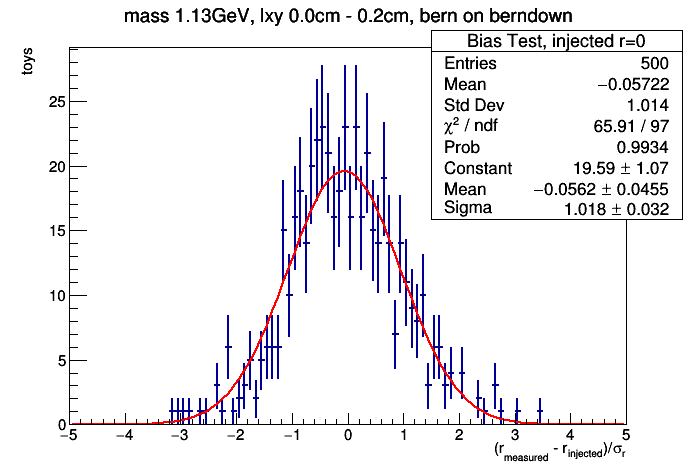 mass 1.13GeV, lxy 0.0cm - 0.2cm, bern on berndown
Bias Test, injected r=0
Entries 500
Mean −0.05722
Std Dev 1.014
χ² / ndf 65.91 / 97
Prob 0.9934
Constant 19.59 ± 1.07
Mean −0.0562 ± 0.0455
Sigma 1.018 ± 0.032
toys
25
20
15
10
5
0
−5 −4 −3 −2 −1 0 1 2 3 4 5
(r_measured - r_injected)/σ_r